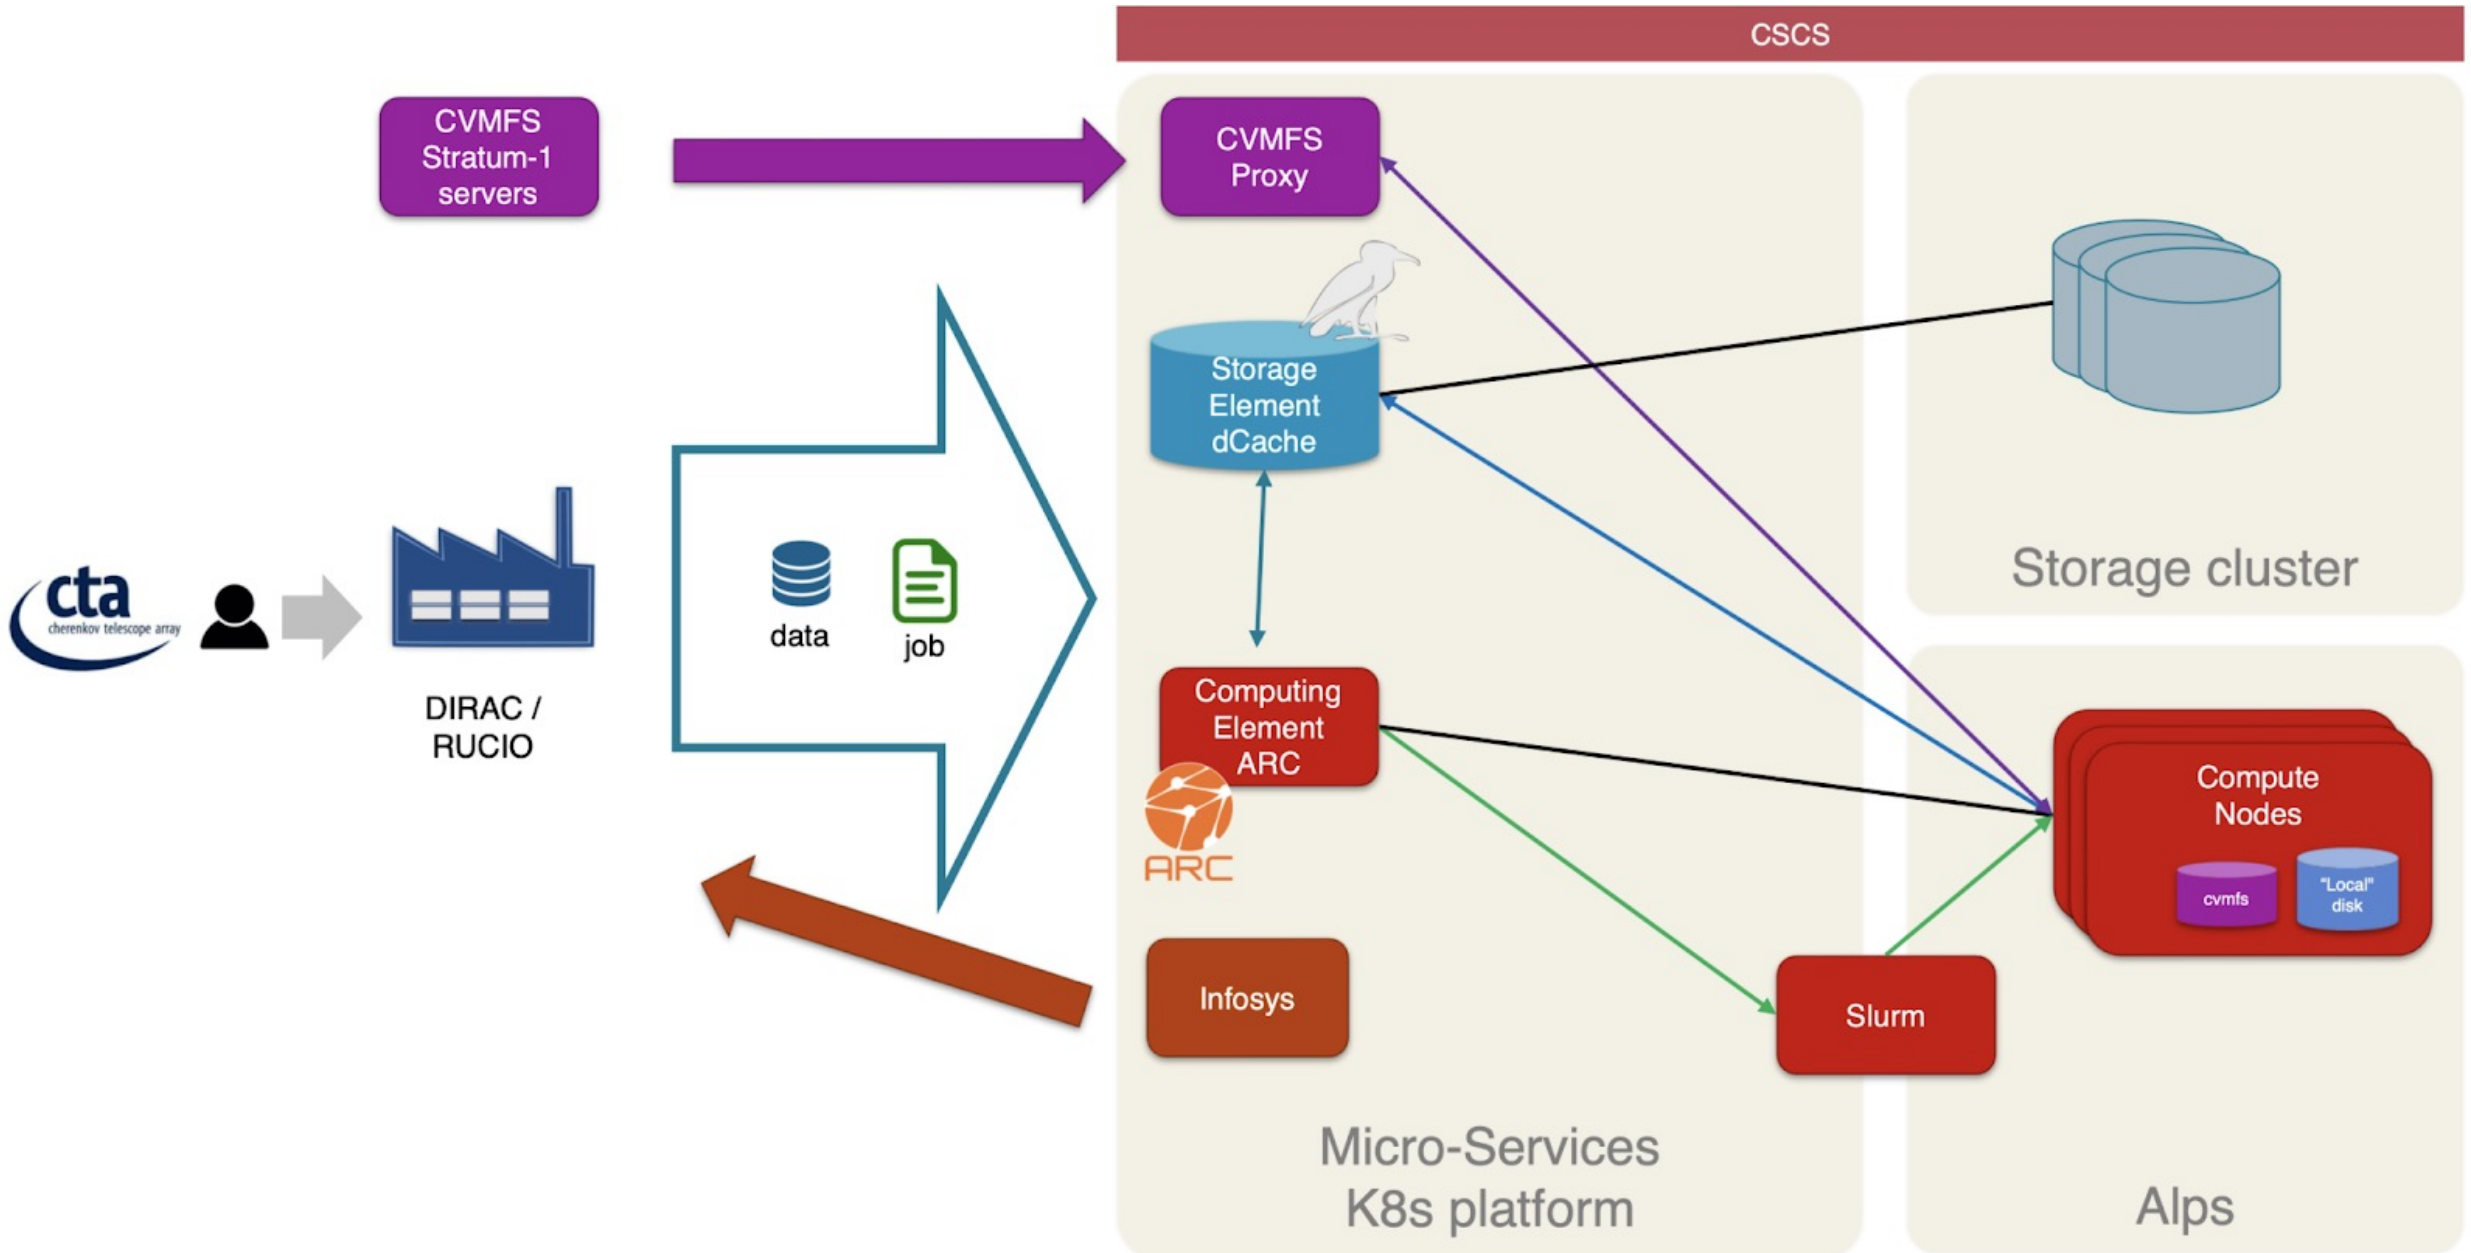 CSCS
CVMFS
Stratum-1
servers
CVMFS
Proxy
Storage
Element
dCache
Storage cluster
cta
cherenkov telescope array
DIRAC /
RUCIO
data
job
Computing
Element
ARC
ARC
Infosys
Slurm
Compute
Nodes
cvmfs
"Local"
disk
Micro-Services
K8s platform
Alps